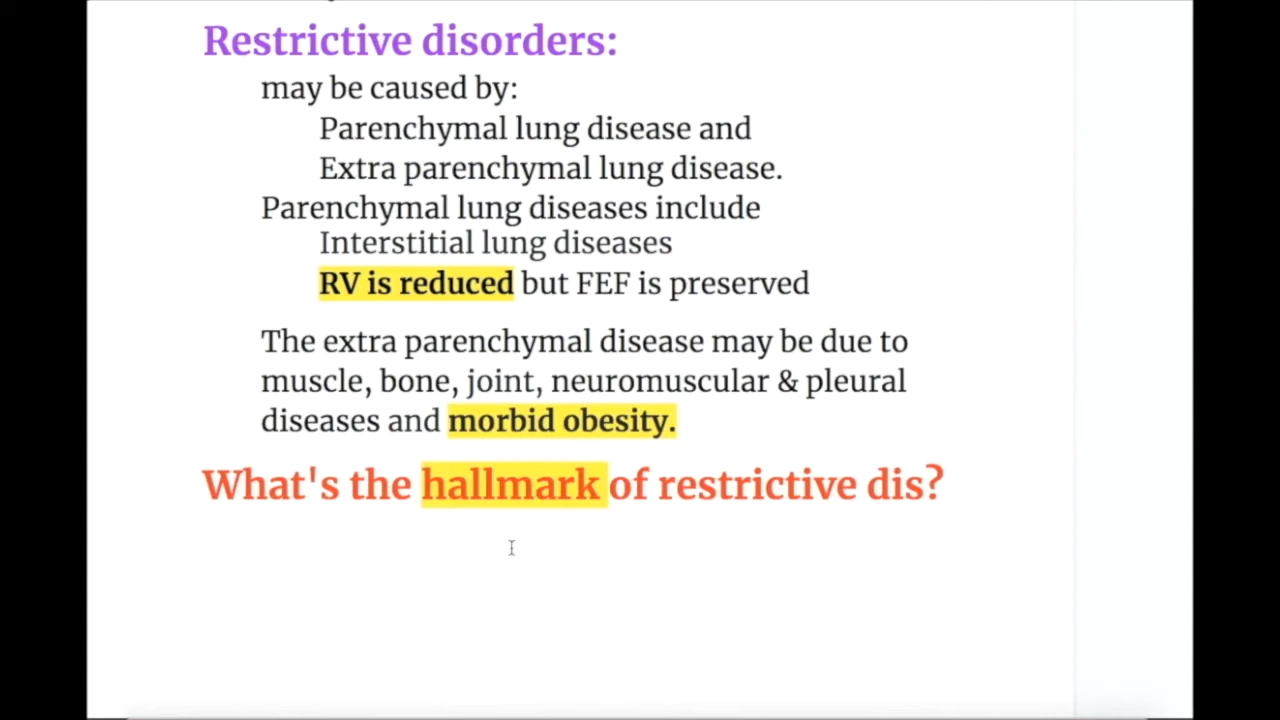 Restrictive disorders:
may be caused by:
Parenchymal lung disease and
Extra parenchymal lung disease.
Parenchymal lung diseases include
Interstitial lung diseases
RV is reduced but FEF is preserved
The extra parenchymal disease may be due to
muscle, bone, joint, neuromuscular & pleural
diseases and morbid obesity.
What's the hallmark of restrictive dis?